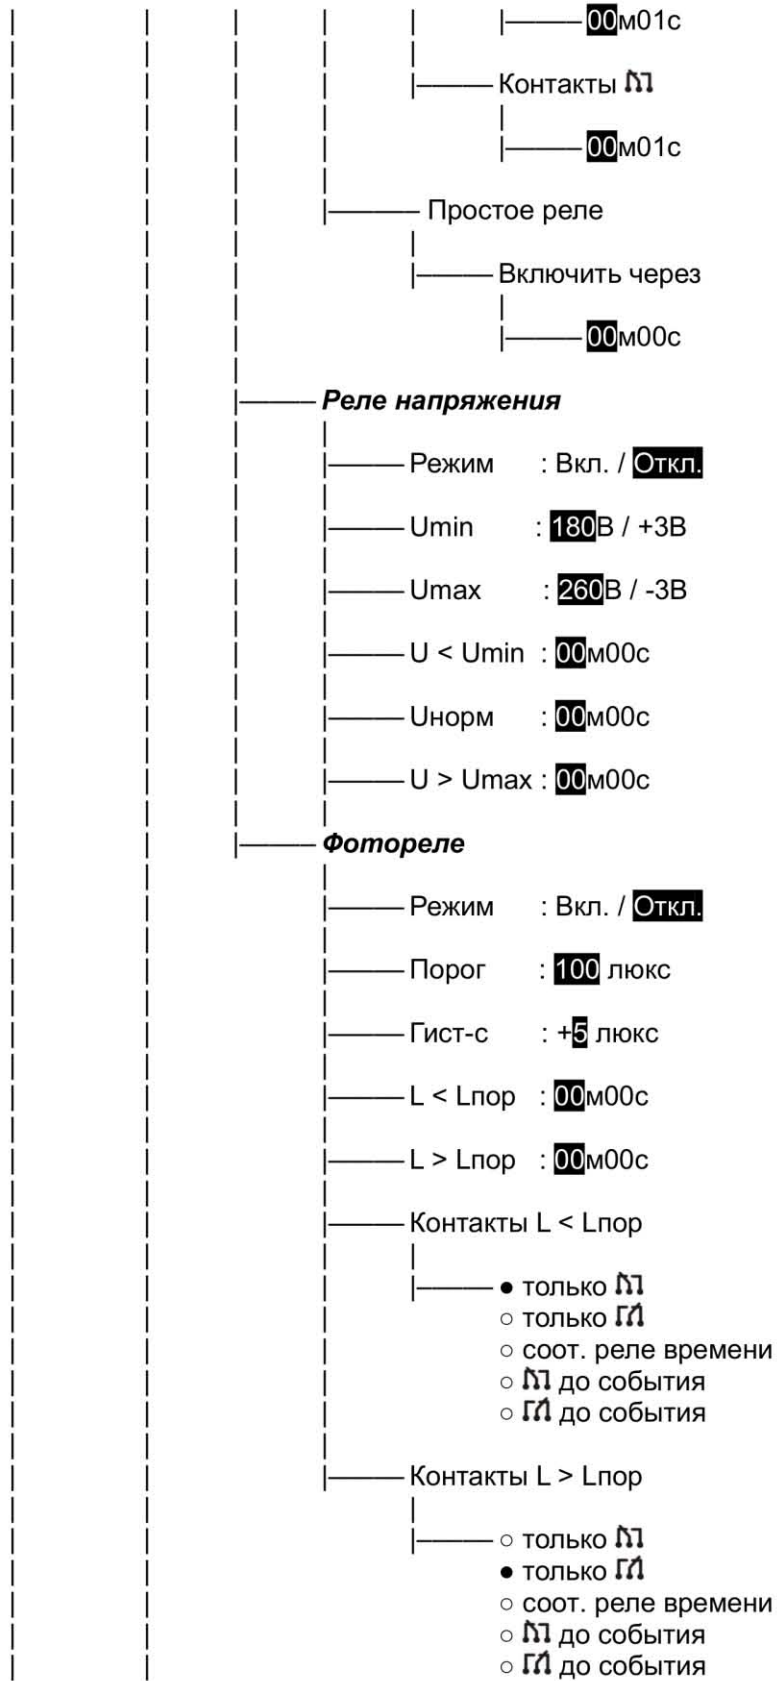 00м01с
Контакты
00м01с
Простое реле
Включить через
00м00с
Реле напряжения
Режим : Вкл. / Откл.
Umin : 180В / +3В
Umax : 260В / -3В
U < Umin : 00м00с
Uнорм : 00м00с
U > Umax : 00м00с
Фотореле
Режим : Вкл. / Откл.
Порог : 100 люкс
Гист-с : +5 люкс
L < Lпор : 00м00с
L > Lпор : 00м00с
Контакты L < Lпор
● только
○ только
○ соот. реле времени
○ до события
○ до события
Контакты L > Lпор
○ только
● только
○ соот. реле времени
○ до события
○ до события